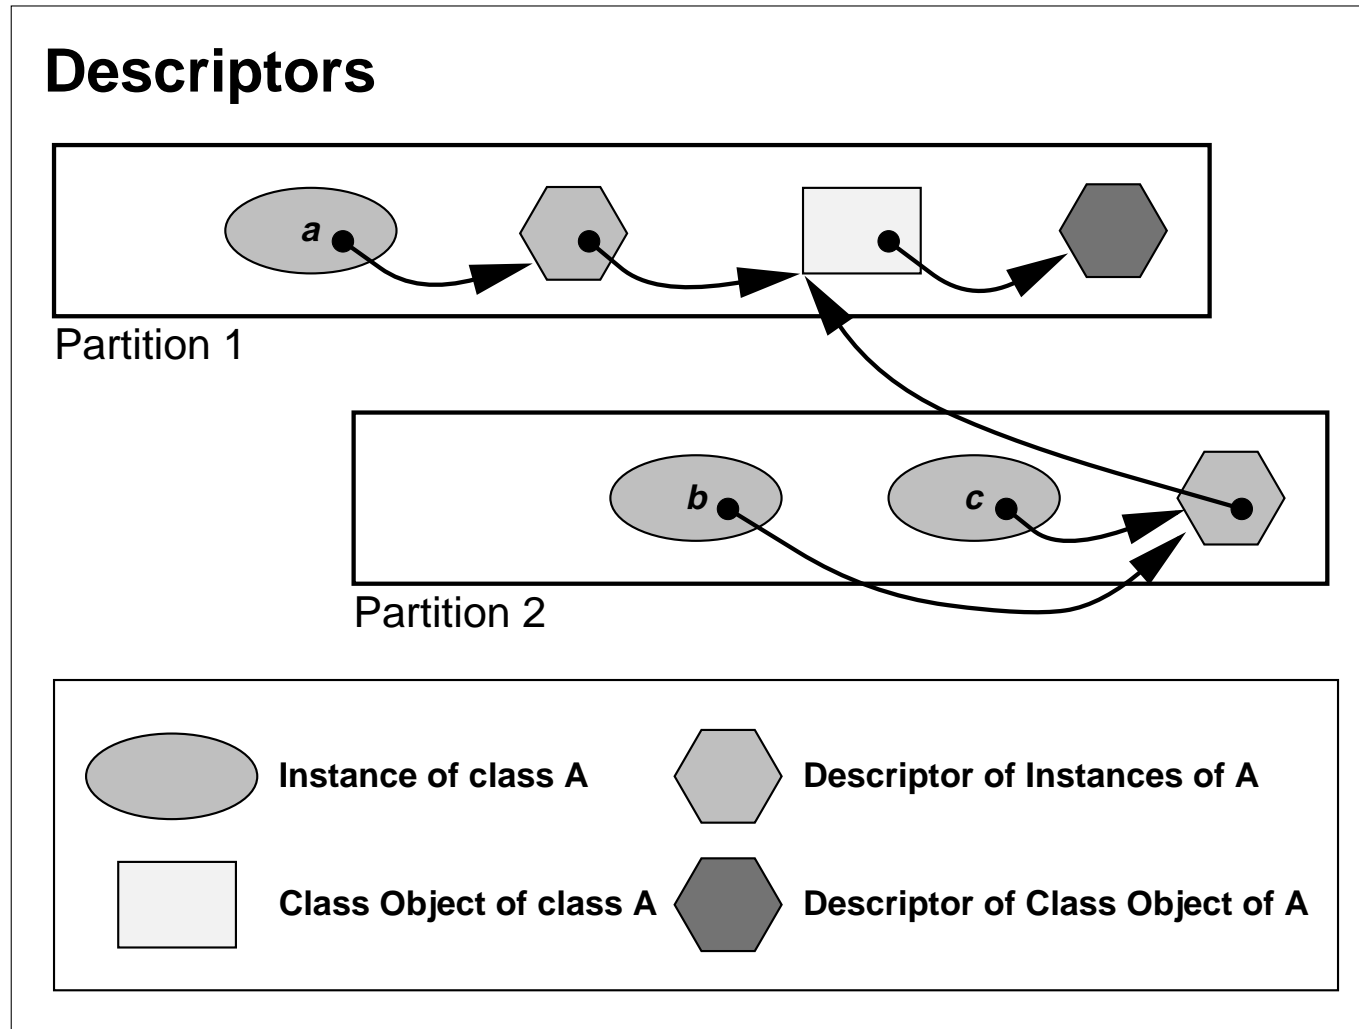 Descriptors
a
Partition 1
b
c
Partition 2
Instance of class A
Descriptor of Instances of A
Class Object of class A
Descriptor of Class Object of A